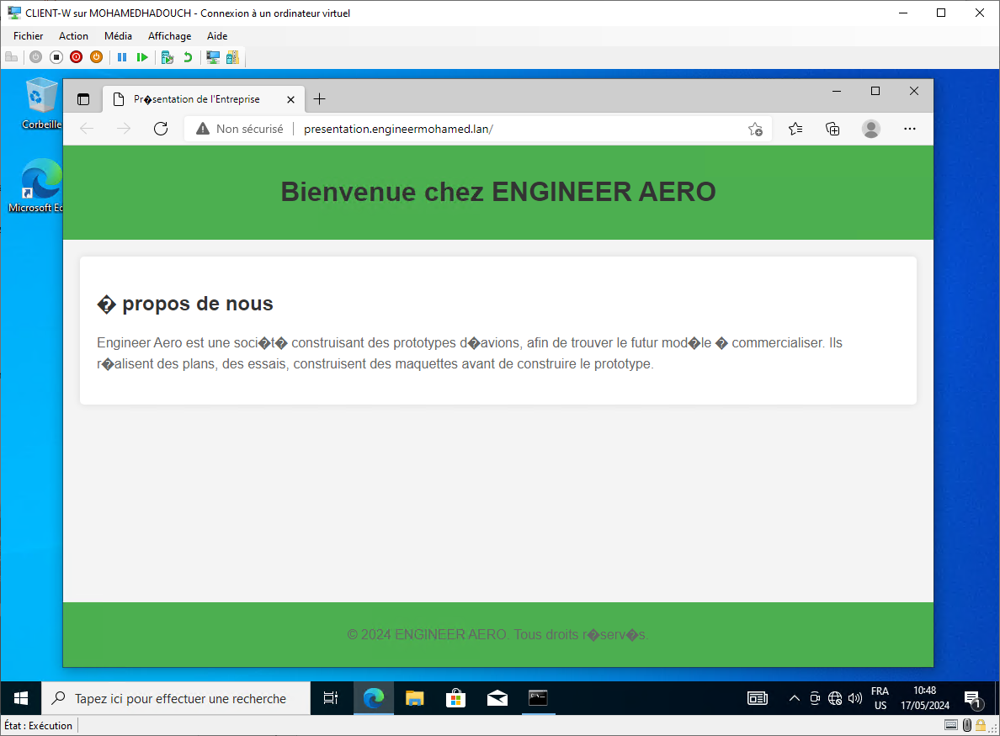 CLIENT-W sur MOHAMEDHADOUCH - Connexion à un ordinateur virtuel
Fichier Action Média Affichage Aide
Corbeille
Pr�sentation de l'Entreprise
Non sécurisé presentation.engineermohamed.lan/
Microsoft Ed
Bienvenue chez ENGINEER AERO
� propos de nous
Engineer Aero est une soci�t� construisant des prototypes d�avions, afin de trouver le futur mod�le � commercialiser. Ils
r�alisent des plans, des essais, construisent des maquettes avant de construire le prototype.
© 2024 ENGINEER AERO. Tous droits r�serv�s.
Tapez ici pour effectuer une recherche
FRA
US
10:48
17/05/2024
1
État : Exécution